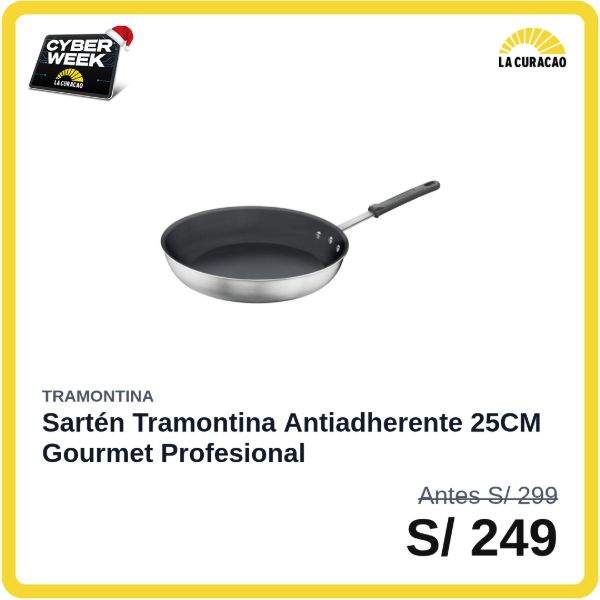 CYBER
WEEK
LA CURACAO
LA CURACAO
TRAMONTINA
Sartén Tramontina Antiadherente 25CM
Gourmet Profesional
Antes S/ 299
S/ 249